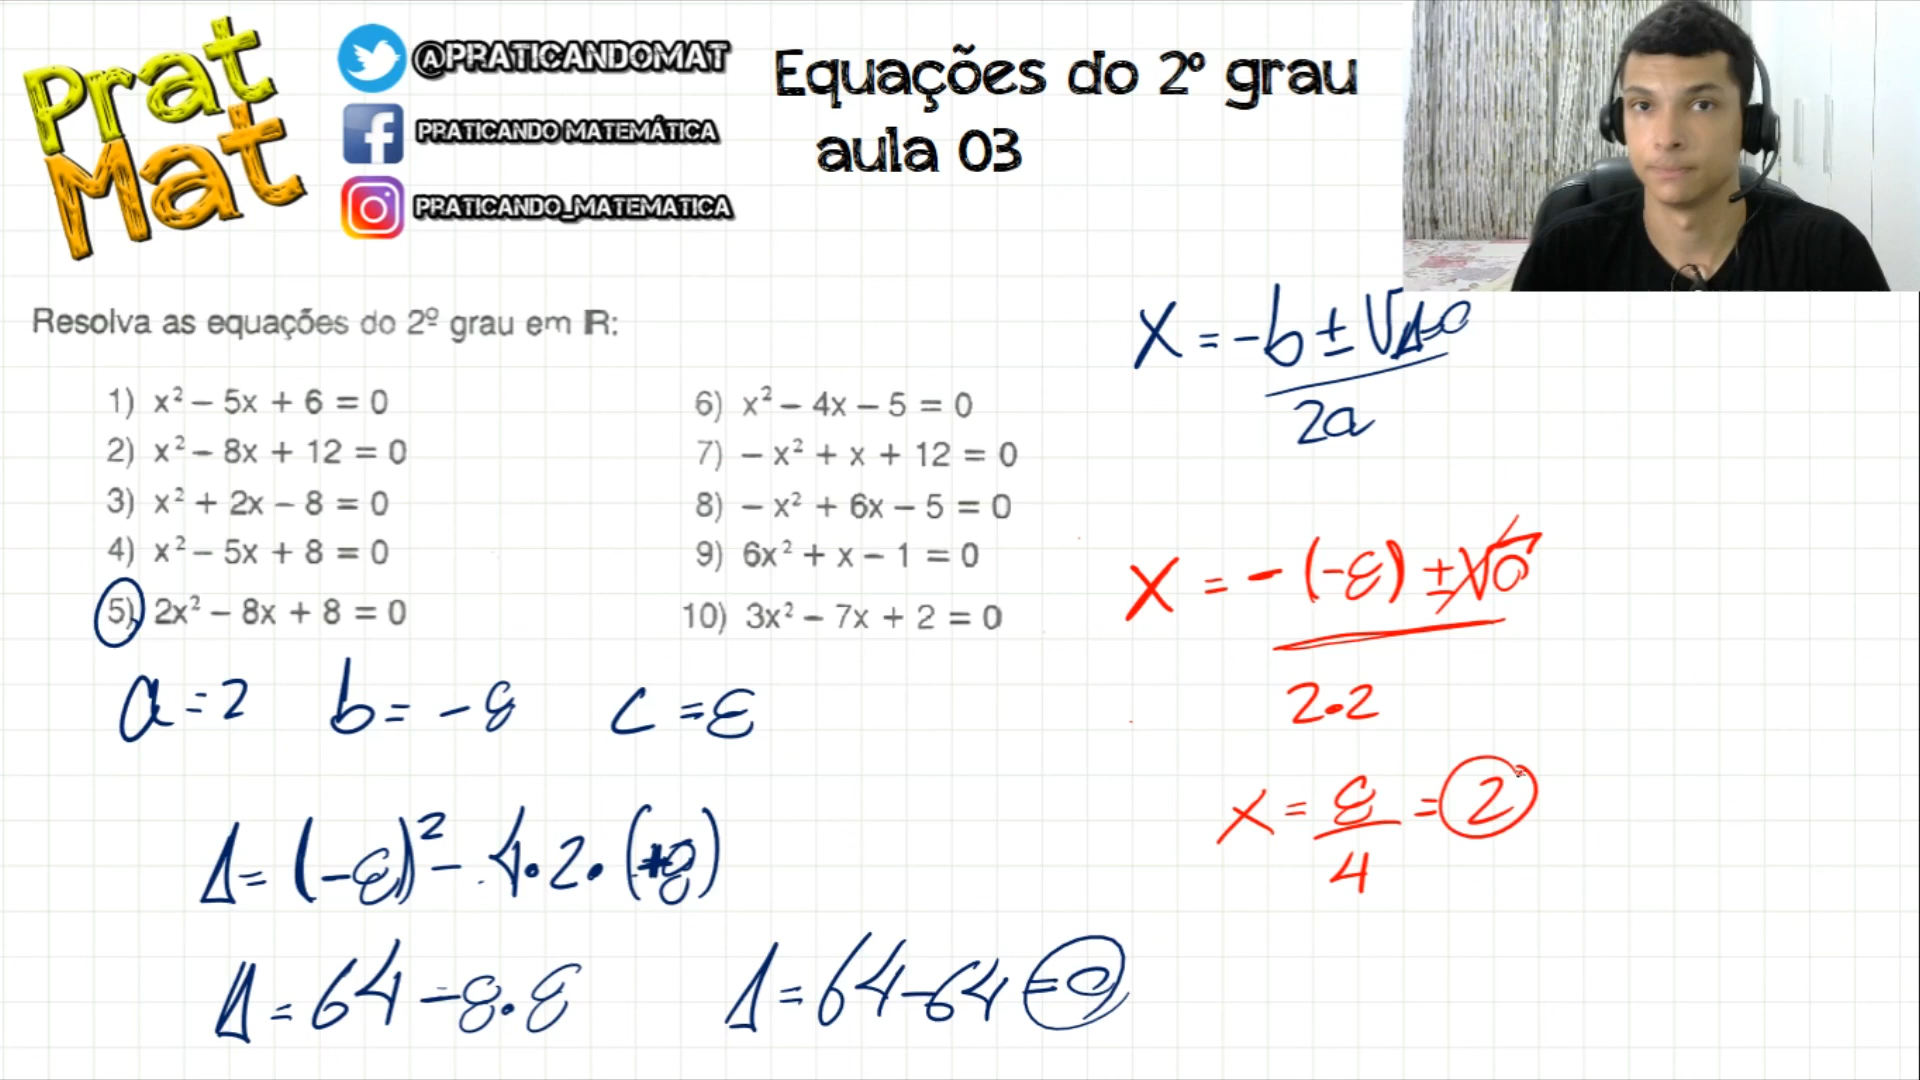 Prat
Mat
@PRATICANDOMAT
PRATICANDO MATEMÁTICA
PRATICANDO_MATEMATICA
Equações do 2º grau
aula 03
Resolva as equações do 2º grau em IR:
1) x² – 5x + 6 = 0
2) x² – 8x + 12 = 0
3) x² + 2x – 8 = 0
4) x² – 5x + 8 = 0
5) 2x² – 8x + 8 = 0
6) x² – 4x – 5 = 0
7) – x² + x + 12 = 0
8) – x² + 6x – 5 = 0
9) 6x² + x – 1 = 0
10) 3x² – 7x + 2 = 0
a = 2 b = -8 c = 8
Δ = (-8)² - 4·2·(+8)
Δ = 64 - 8·8
Δ = 64 - 64 = 0
X = -b ± √Δ=0
2a
X = -(-8) ± √0
2·2
x = 8/4 = 2